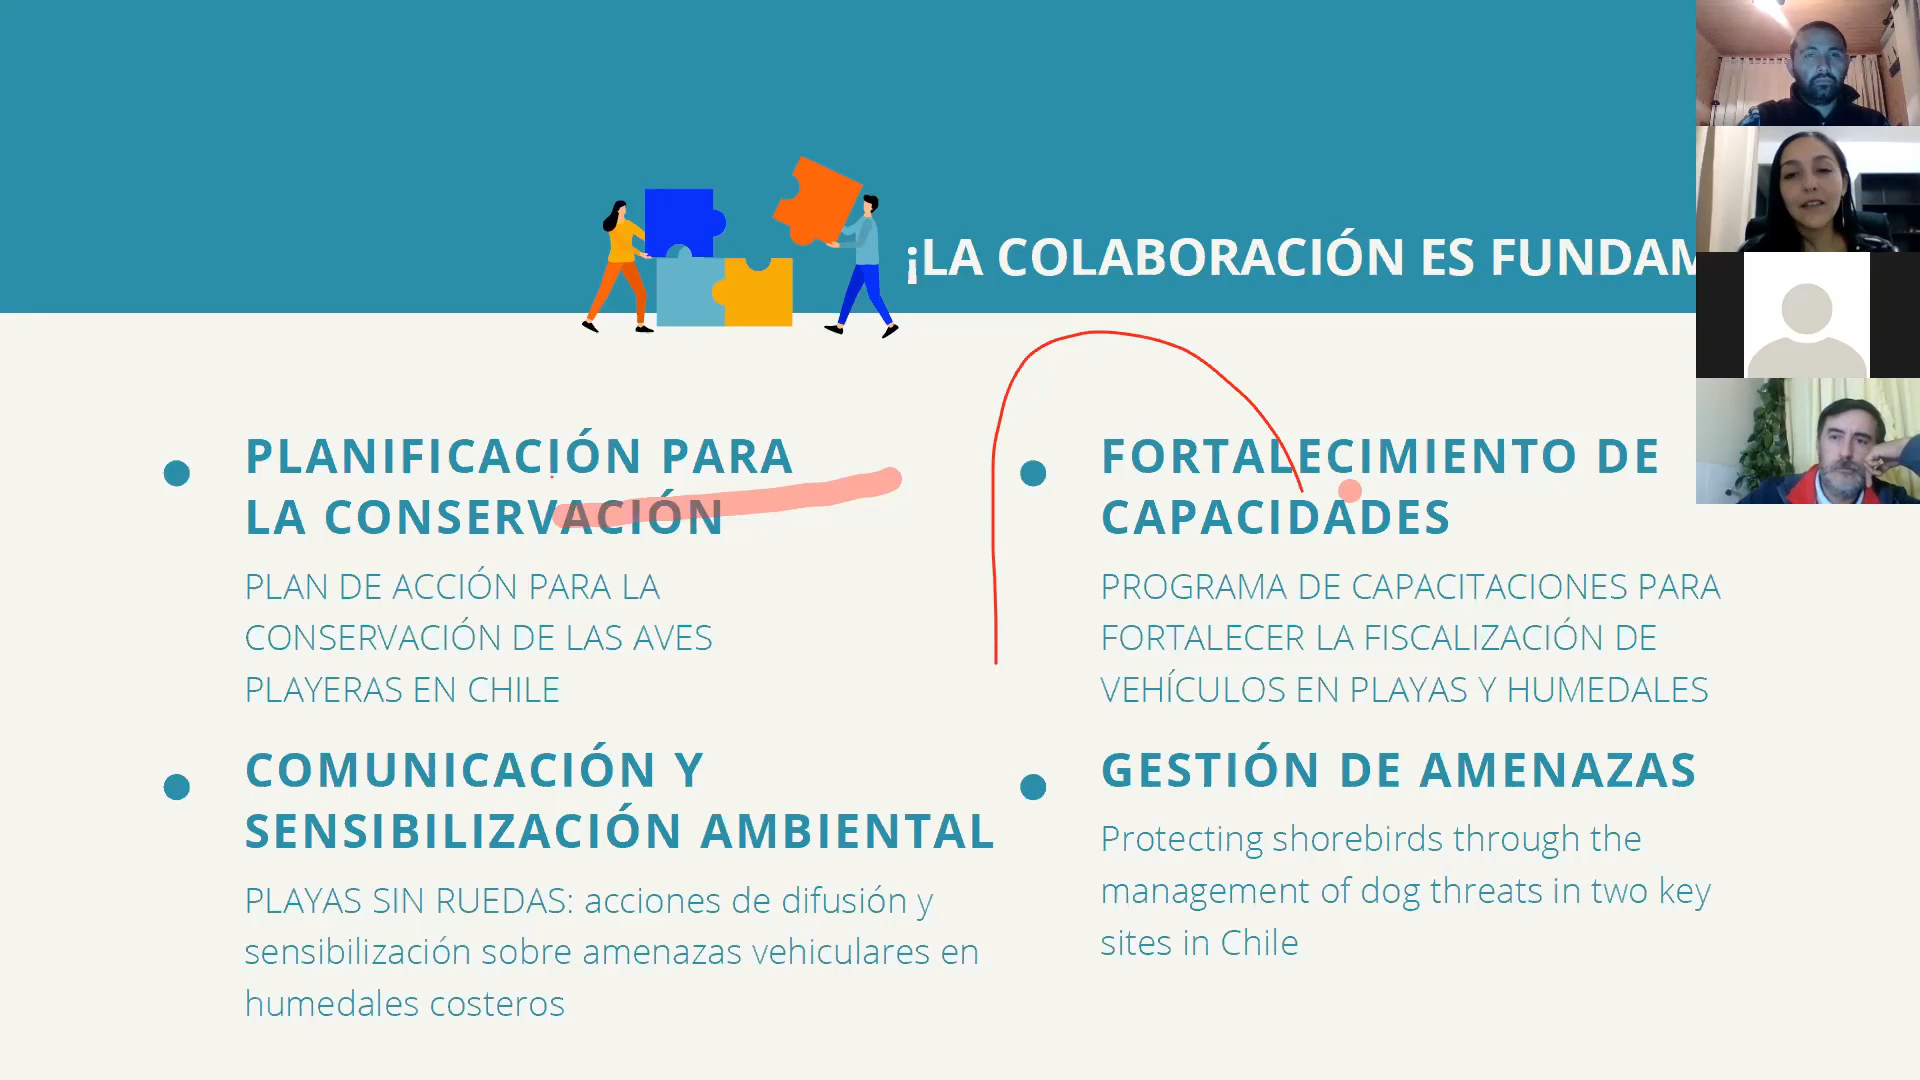 ¡LA COLABORACIÓN ES FUNDAM
PLANIFICACIÓN PARA
LA CONSERVACIÓN
PLAN DE ACCIÓN PARA LA
CONSERVACIÓN DE LAS AVES
PLAYERAS EN CHILE
COMUNICACIÓN Y
SENSIBILIZACIÓN AMBIENTAL
PLAYAS SIN RUEDAS: acciones de difusión y
sensibilización sobre amenazas vehiculares en
humedales costeros
FORTALECIMIENTO DE
CAPACIDADES
PROGRAMA DE CAPACITACIONES PARA
FORTALECER LA FISCALIZACIÓN DE
VEHÍCULOS EN PLAYAS Y HUMEDALES
GESTIÓN DE AMENAZAS
Protecting shorebirds through the
management of dog threats in two key
sites in Chile